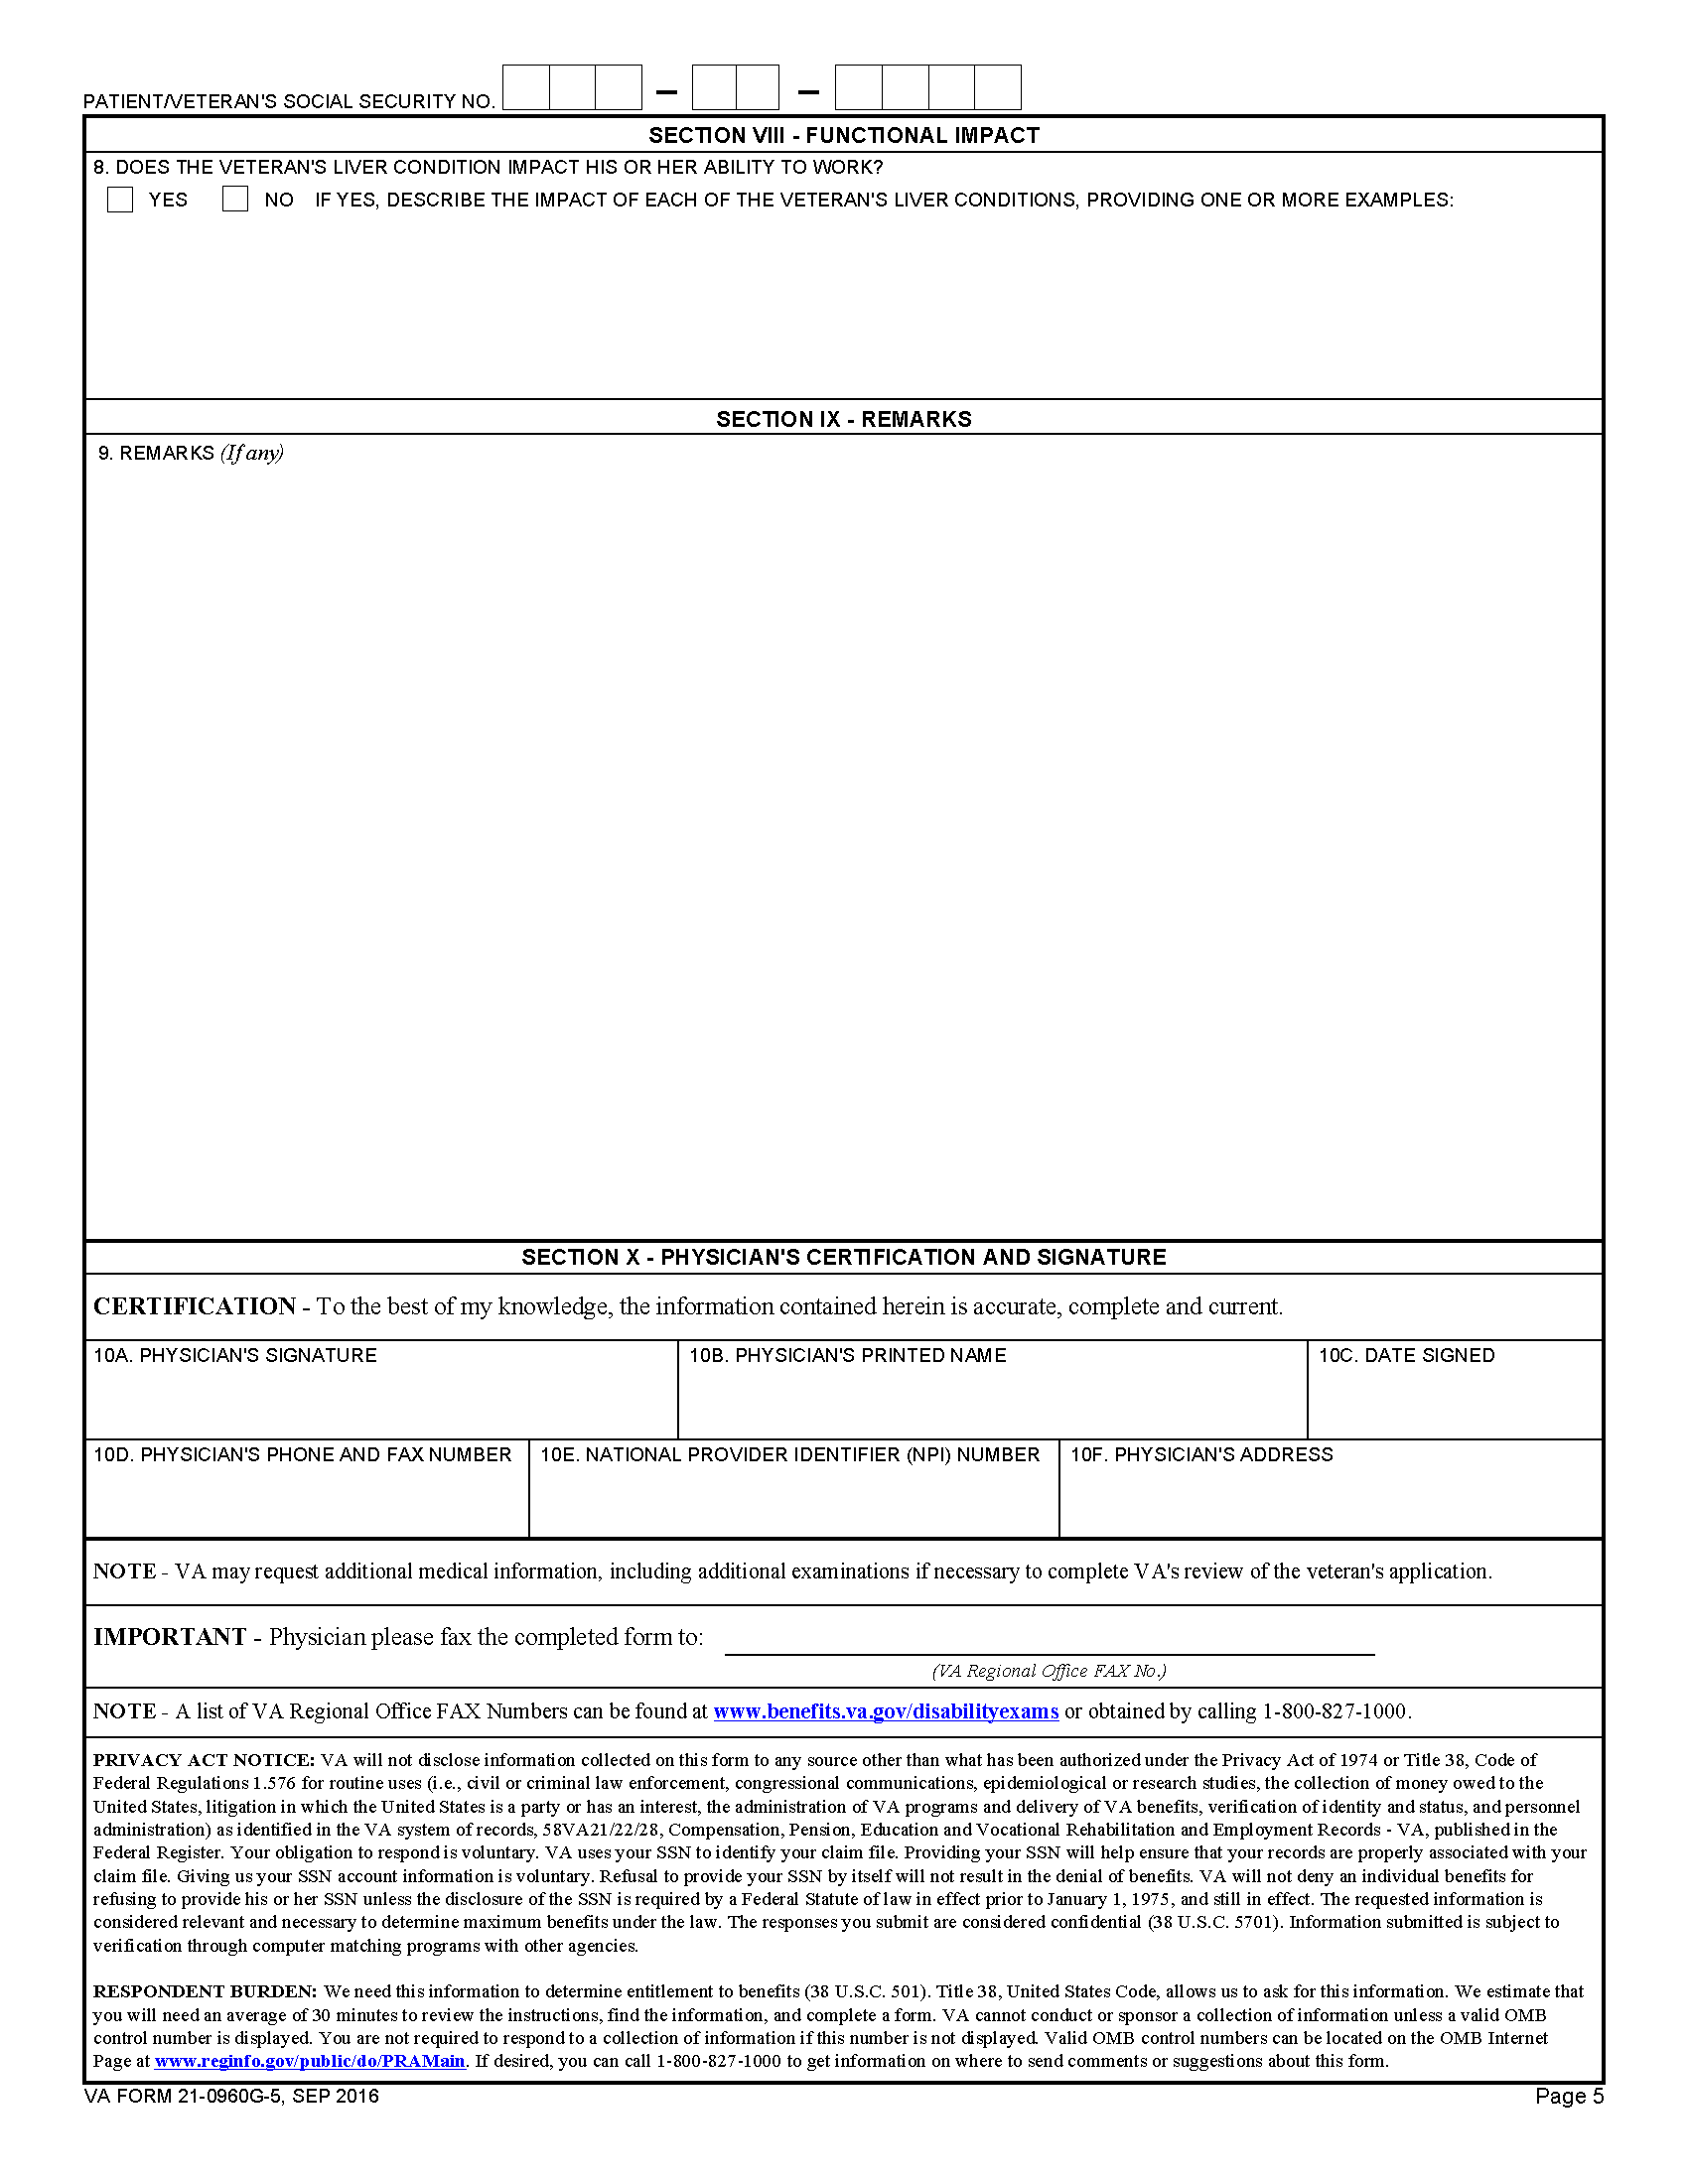 PATIENT/VETERAN'S SOCIAL SECURITY NO. – –
SECTION VIII - FUNCTIONAL IMPACT
8. DOES THE VETERAN'S LIVER CONDITION IMPACT HIS OR HER ABILITY TO WORK?
YES NO IF YES, DESCRIBE THE IMPACT OF EACH OF THE VETERAN'S LIVER CONDITIONS, PROVIDING ONE OR MORE EXAMPLES:
SECTION IX - REMARKS
9. REMARKS (If any)
SECTION X - PHYSICIAN'S CERTIFICATION AND SIGNATURE
CERTIFICATION - To the best of my knowledge, the information contained herein is accurate, complete and current.
10A. PHYSICIAN'S SIGNATURE 10B. PHYSICIAN'S PRINTED NAME 10C. DATE SIGNED
10D. PHYSICIAN'S PHONE AND FAX NUMBER 10E. NATIONAL PROVIDER IDENTIFIER (NPI) NUMBER 10F. PHYSICIAN'S ADDRESS
NOTE - VA may request additional medical information, including additional examinations if necessary to complete VA's review of the veteran's application.
IMPORTANT - Physician please fax the completed form to:
(VA Regional Office FAX No.)
NOTE - A list of VA Regional Office FAX Numbers can be found at www.benefits.va.gov/disabilityexams or obtained by calling 1-800-827-1000.
PRIVACY ACT NOTICE: VA will not disclose information collected on this form to any source other than what has been authorized under the Privacy Act of 1974 or Title 38, Code of
Federal Regulations 1.576 for routine uses (i.e., civil or criminal law enforcement, congressional communications, epidemiological or research studies, the collection of money owed to the
United States, litigation in which the United States is a party or has an interest, the administration of VA programs and delivery of VA benefits, verification of identity and status, and personnel
administration) as identified in the VA system of records, 58VA21/22/28, Compensation, Pension, Education and Vocational Rehabilitation and Employment Records - VA, published in the
Federal Register. Your obligation to respond is voluntary. VA uses your SSN to identify your claim file. Providing your SSN will help ensure that your records are properly associated with your
claim file. Giving us your SSN account information is voluntary. Refusal to provide your SSN by itself will not result in the denial of benefits. VA will not deny an individual benefits for
refusing to provide his or her SSN unless the disclosure of the SSN is required by a Federal Statute of law in effect prior to January 1, 1975, and still in effect. The requested information is
considered relevant and necessary to determine maximum benefits under the law. The responses you submit are considered confidential (38 U.S.C. 5701). Information submitted is subject to
verification through computer matching programs with other agencies.
RESPONDENT BURDEN: We need this information to determine entitlement to benefits (38 U.S.C. 501). Title 38, United States Code, allows us to ask for this information. We estimate that
you will need an average of 30 minutes to review the instructions, find the information, and complete a form. VA cannot conduct or sponsor a collection of information unless a valid OMB
control number is displayed. You are not required to respond to a collection of information if this number is not displayed. Valid OMB control numbers can be located on the OMB Internet
Page at www.reginfo.gov/public/do/PRAMain. If desired, you can call 1-800-827-1000 to get information on where to send comments or suggestions about this form.
VA FORM 21-0960G-5, SEP 2016 Page 5